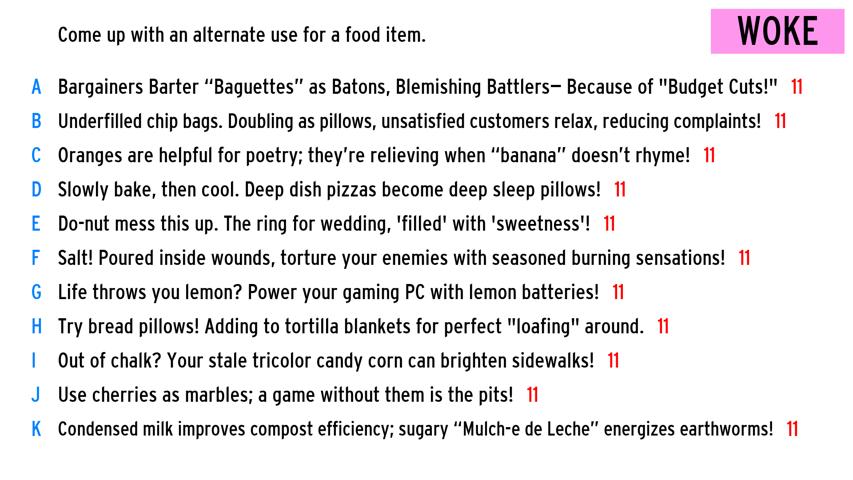 Come up with an alternate use for a food item.
WOKE
A Bargainers Barter “Baguettes” as Batons, Blemishing Battlers– Because of "Budget Cuts!" 11
B Underfilled chip bags. Doubling as pillows, unsatisfied customers relax, reducing complaints! 11
C Oranges are helpful for poetry; they’re relieving when “banana” doesn’t rhyme! 11
D Slowly bake, then cool. Deep dish pizzas become deep sleep pillows! 11
E Do-nut mess this up. The ring for wedding, 'filled' with 'sweetness'! 11
F Salt! Poured inside wounds, torture your enemies with seasoned burning sensations! 11
G Life throws you lemon? Power your gaming PC with lemon batteries! 11
H Try bread pillows! Adding to tortilla blankets for perfect "loafing" around. 11
I Out of chalk? Your stale tricolor candy corn can brighten sidewalks! 11
J Use cherries as marbles; a game without them is the pits! 11
K Condensed milk improves compost efficiency; sugary “Mulch-e de Leche” energizes earthworms! 11